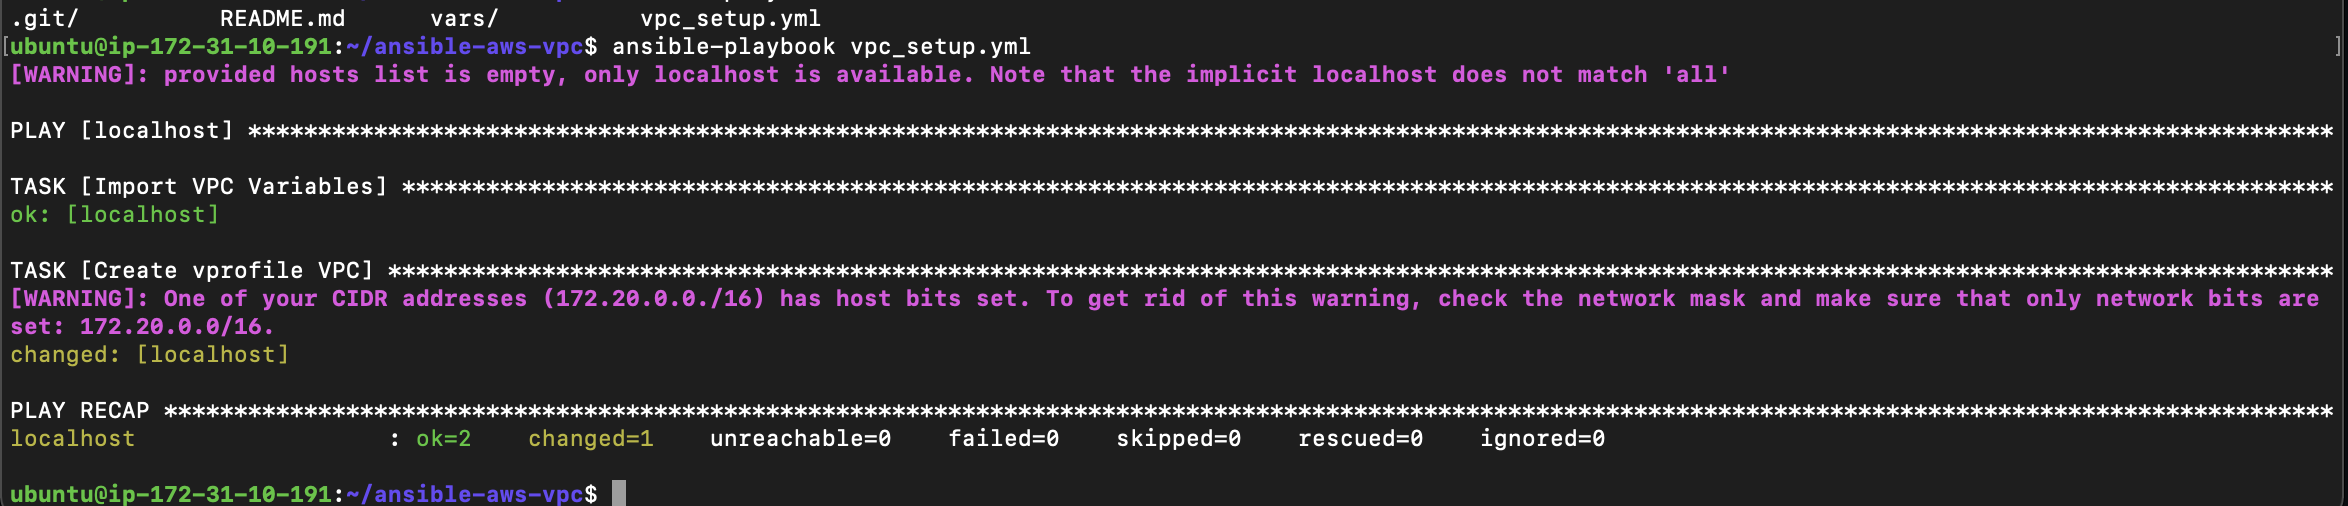 .git/ README.md vars/ vpc_setup.yml
[ubuntu@ip-172-31-10-191:~/ansible-aws-vpc$ ansible-playbook vpc_setup.yml ]
[WARNING]: provided hosts list is empty, only localhost is available. Note that the implicit localhost does not match 'all'
PLAY [localhost] *****************************************************************************************************************************************************
TASK [Import VPC Variables] ******************************************************************************************************************************************
ok: [localhost]
TASK [Create vprofile VPC] *******************************************************************************************************************************************
[WARNING]: One of your CIDR addresses (172.20.0.0./16) has host bits set. To get rid of this warning, check the network mask and make sure that only network bits are
set: 172.20.0.0/16.
changed: [localhost]
PLAY RECAP ***********************************************************************************************************************************************************
localhost : ok=2 changed=1 unreachable=0 failed=0 skipped=0 rescued=0 ignored=0
ubuntu@ip-172-31-10-191:~/ansible-aws-vpc$